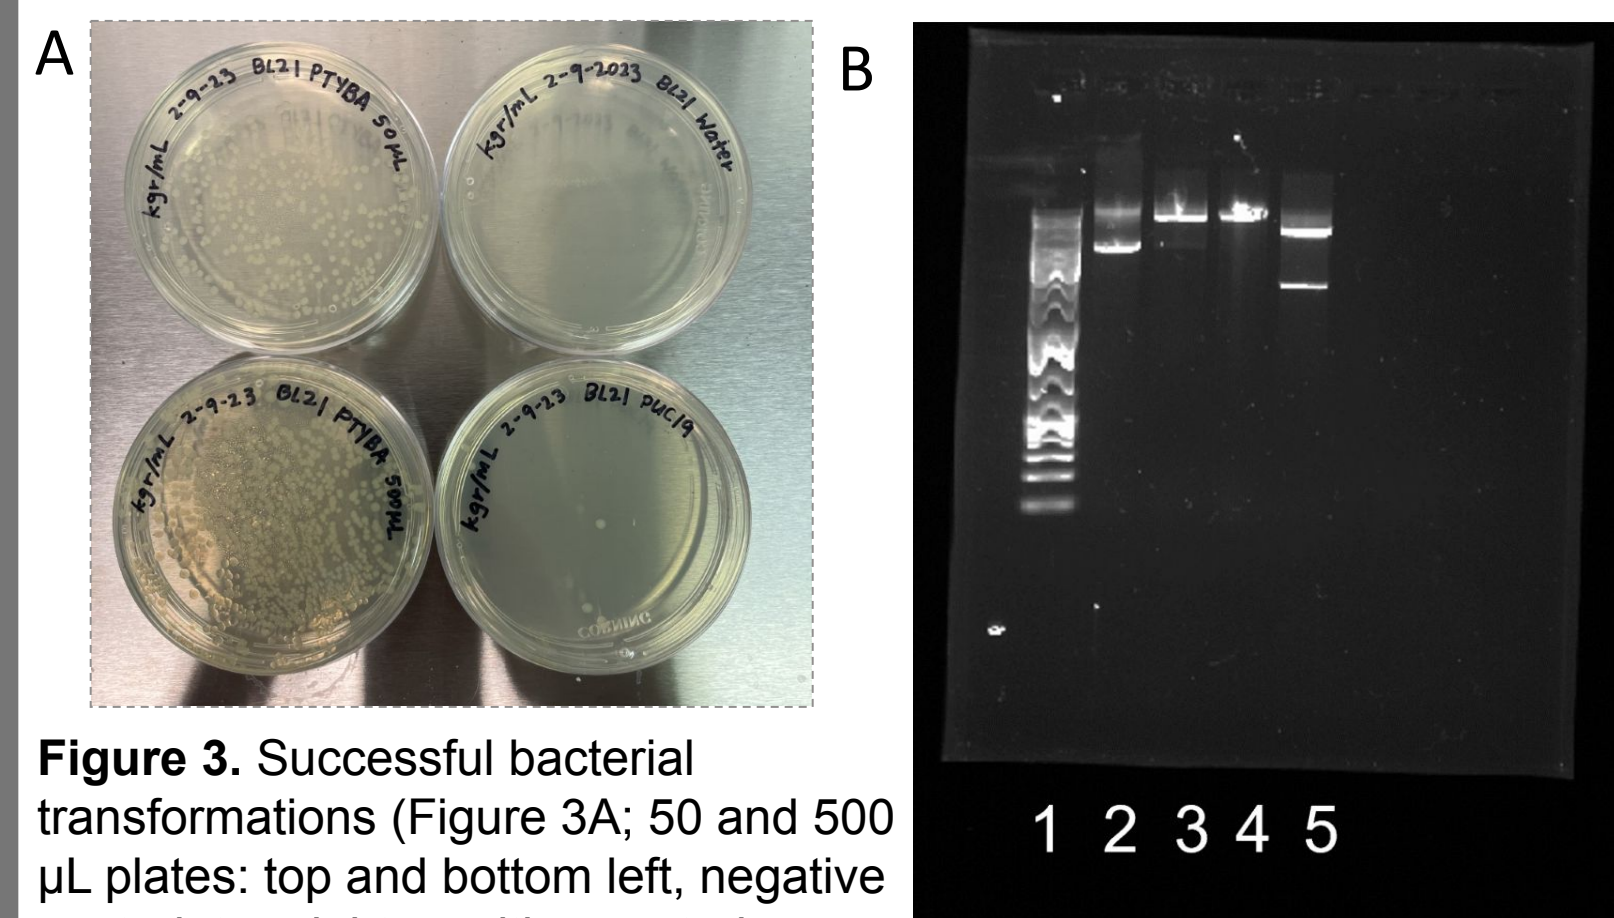 A
B
kgr/mL 2-9-23 BL21 PTYBA 50 µL
kgr/mL 2-9-2023 BL21 Water
kgr/mL 2-9-23 BL21 PTYBA 500µL
kgr/mL 2-9-23 BL21 pUC19
CORNING
1 2 3 4 5
Figure 3. Successful bacterial
transformations (Figure 3A; 50 and 500
µL plates: top and bottom left, negative